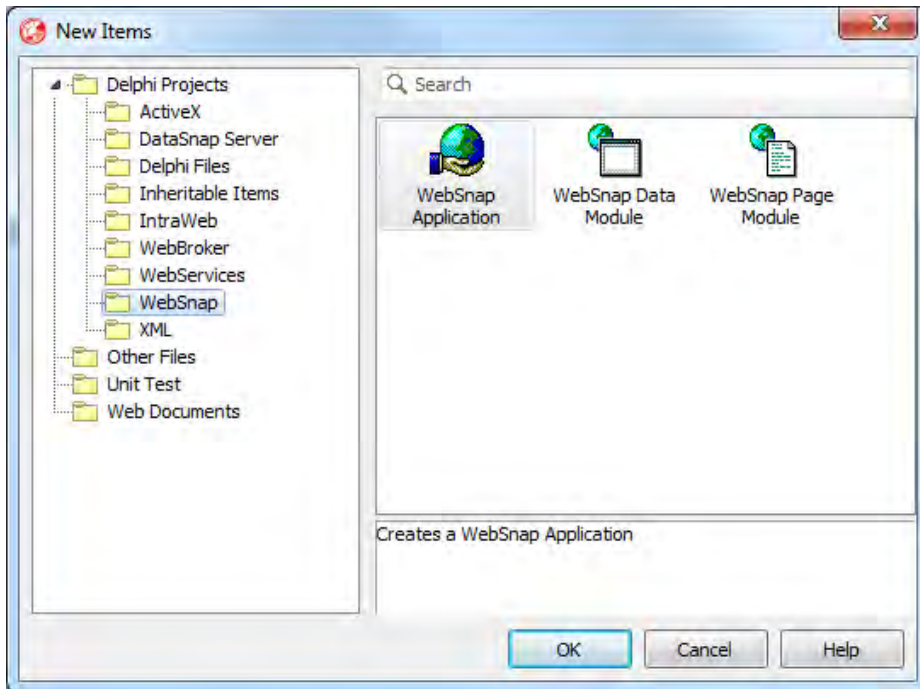 New Items
Delphi Projects
ActiveX
DataSnap Server
Delphi Files
Inheritable Items
IntraWeb
WebBroker
WebServices
WebSnap
XML
Other Files
Unit Test
Web Documents
Search
WebSnap
Application
WebSnap Data
Module
WebSnap Page
Module
Creates a WebSnap Application
OK
Cancel
Help